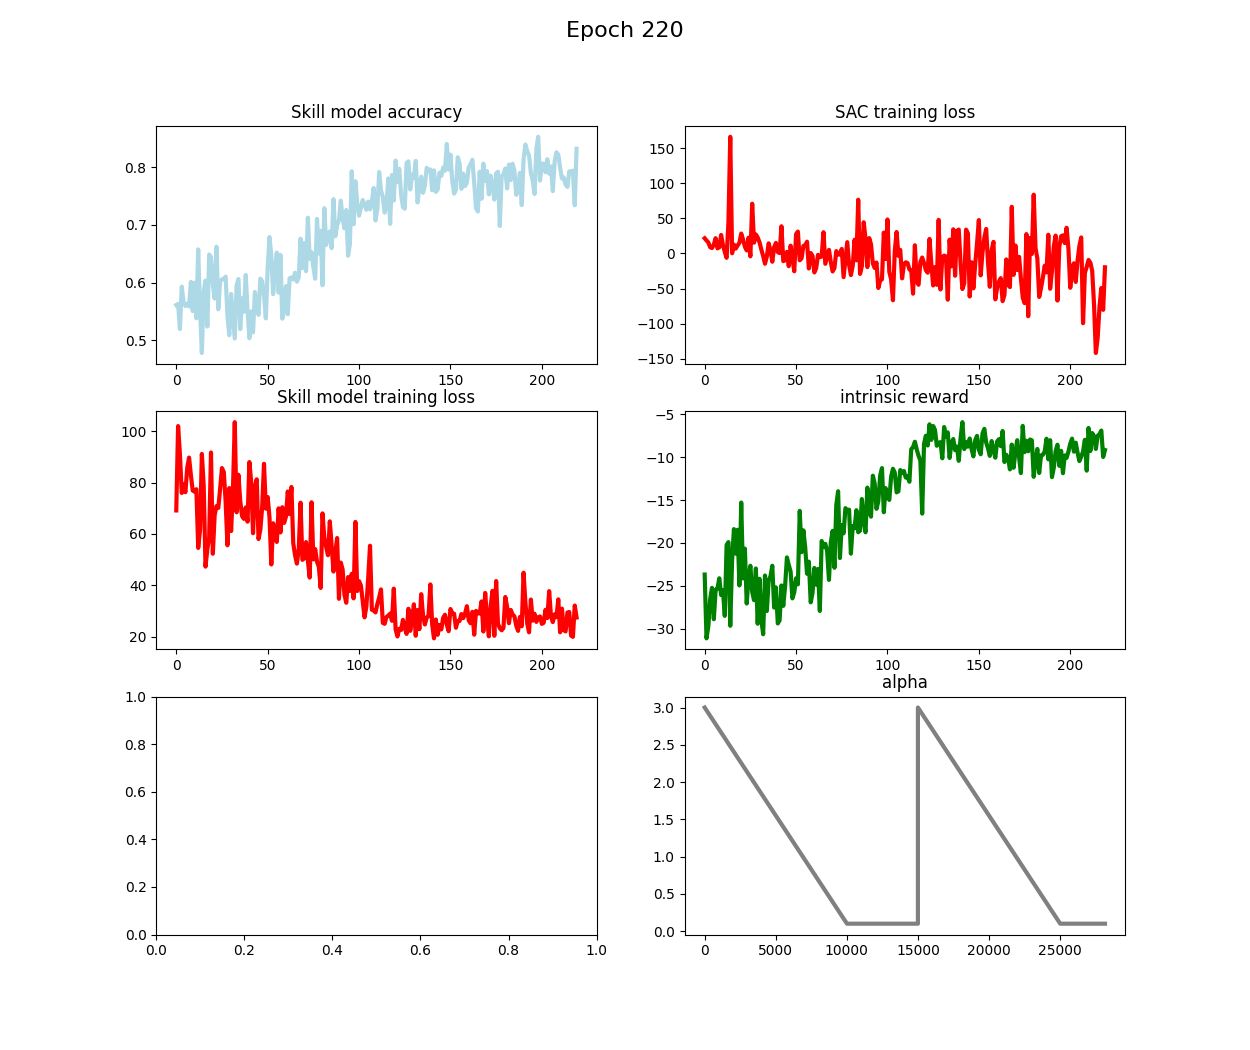 Epoch 220
Skill model accuracy
0.8
0.7
0.6
0.5
0 50 100 150 200
SAC training loss
150
100
50
0
−50
−100
−150
0 50 100 150 200
Skill model training loss
100
80
60
40
20
0 50 100 150 200
intrinsic reward
−5
−10
−15
−20
−25
−30
0 50 100 150 200
1.0
0.8
0.6
0.4
0.2
0.0
0.0 0.2 0.4 0.6 0.8 1.0
alpha
3.0
2.5
2.0
1.5
1.0
0.5
0.0
0 5000 10000 15000 20000 25000